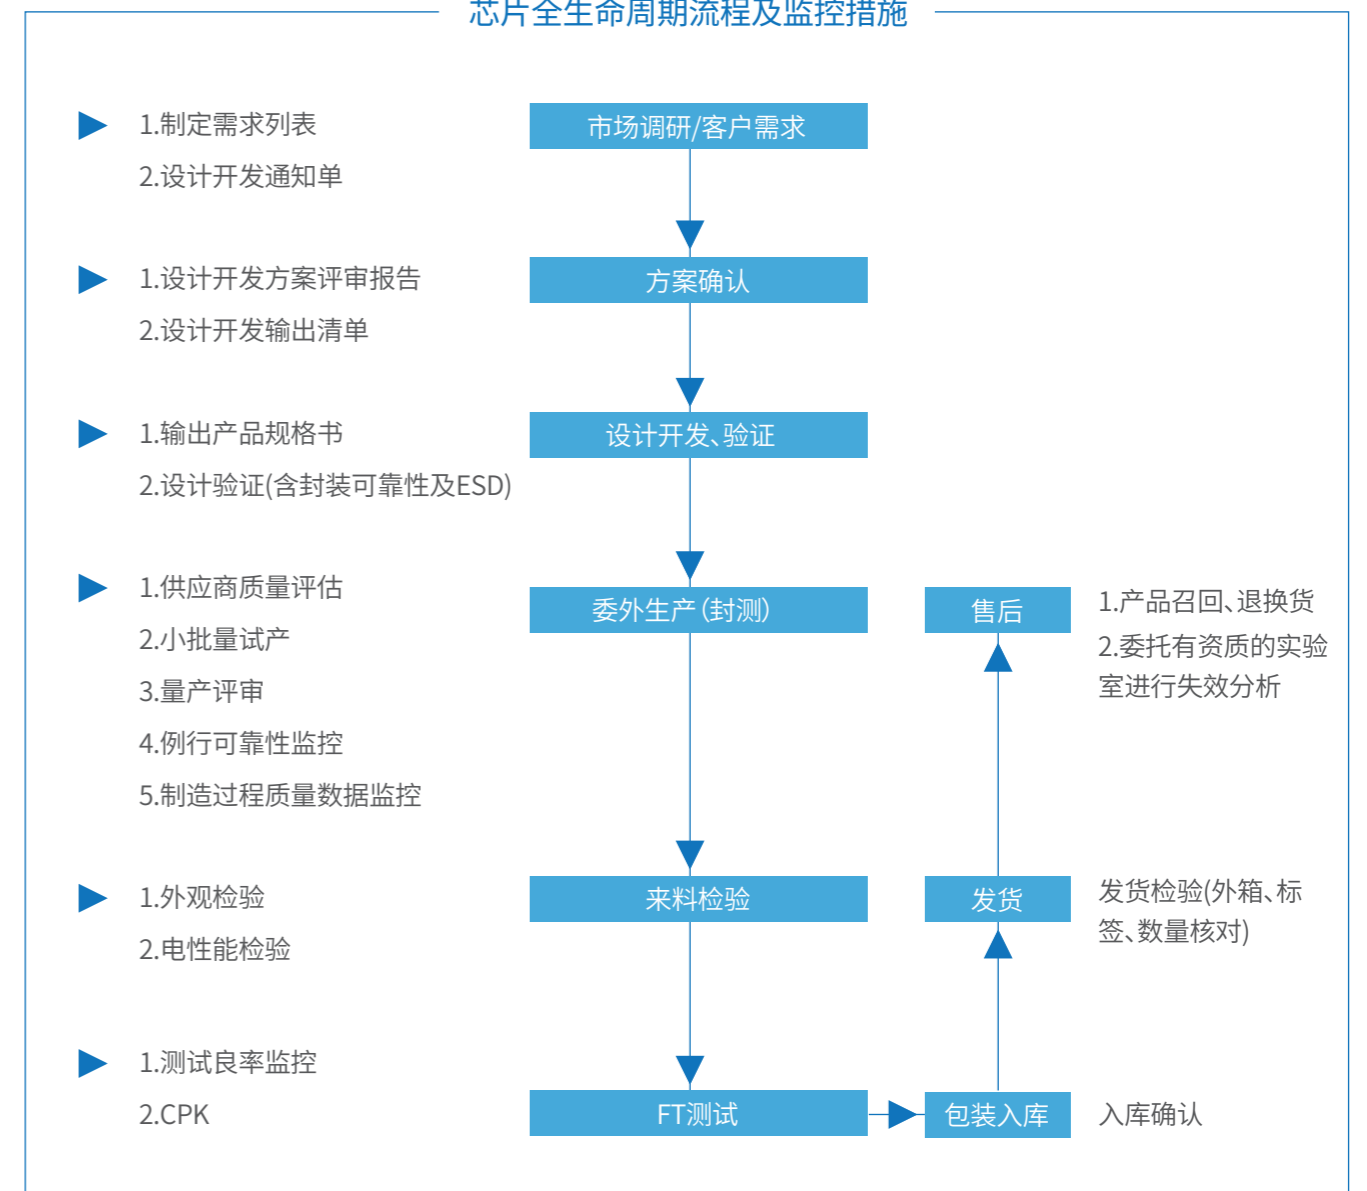 芯片全生命周期流程及监控措施
1.制定需求列表
2.设计开发通知单
市场调研/客户需求
1.设计开发方案评审报告
2.设计开发输出清单
方案确认
1.输出产品规格书
2.设计验证(含封装可靠性及ESD)
设计开发、验证
1.供应商质量评估
2.小批量试产
3.量产评审
4.例行可靠性监控
5.制造过程质量数据监控
委外生产(封测)
售后
1.产品召回、退换货
2.委托有资质的实验
室进行失效分析
1.外观检验
2.电性能检验
来料检验
发货
发货检验(外箱、标
签、数量核对)
1.测试良率监控
2.CPK
FT测试
包装入库
入库确认